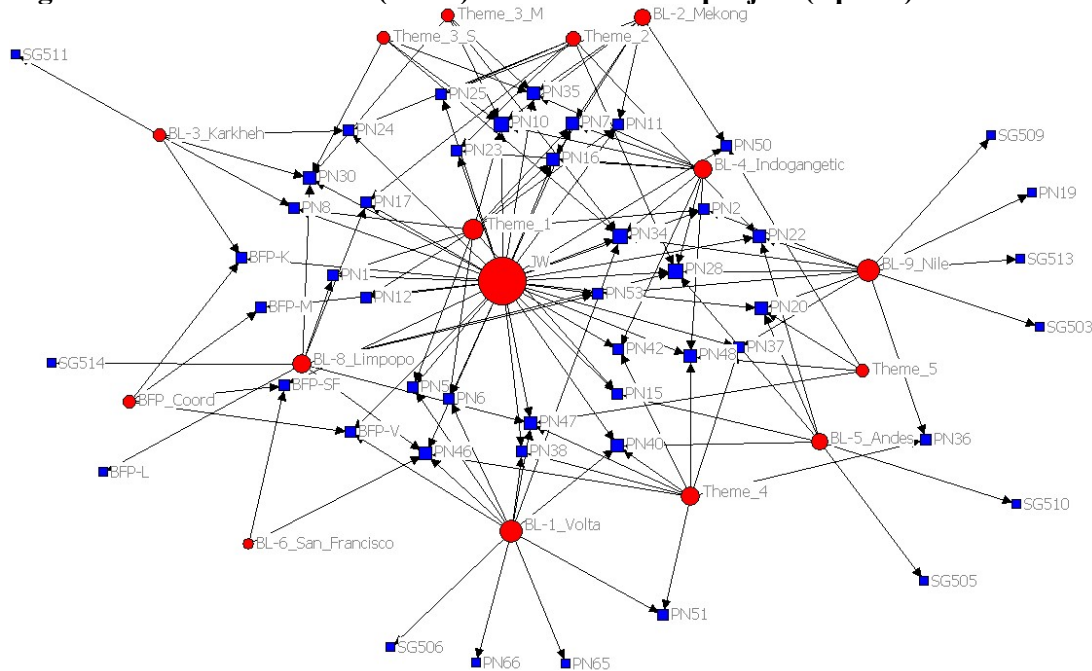 Theme_3_M
BL-2_Mekong
Theme_3_S
Theme_2
SG511
PN25
PN35
BL-3_Karkheh
PN24
PN10
PN7
PN11
SG509
PN50
PN23
PN16
BL-4_Indogangetic
PN30
PN19
PN8
PN17
PN2
Theme_1
PN34
PN22
BFP-K
SG513
JW
PN1
PN28
BL-9_Nile
PN12
PN53
BFP-M
PN20
SG503
PN42
PN37
PN48
SG514
BL-8_Limpopo
Theme_5
BFP-SF
PN5
PN15
BFP_Coord
PN6
PN47
BFP-V
PN40
BL-5_Andes
PN36
PN46
PN38
BFP-L
Theme_4
SG510
BL-1_Volta
BL-6_San_Francisco
SG505
PN51
SG506
PN66
PN65